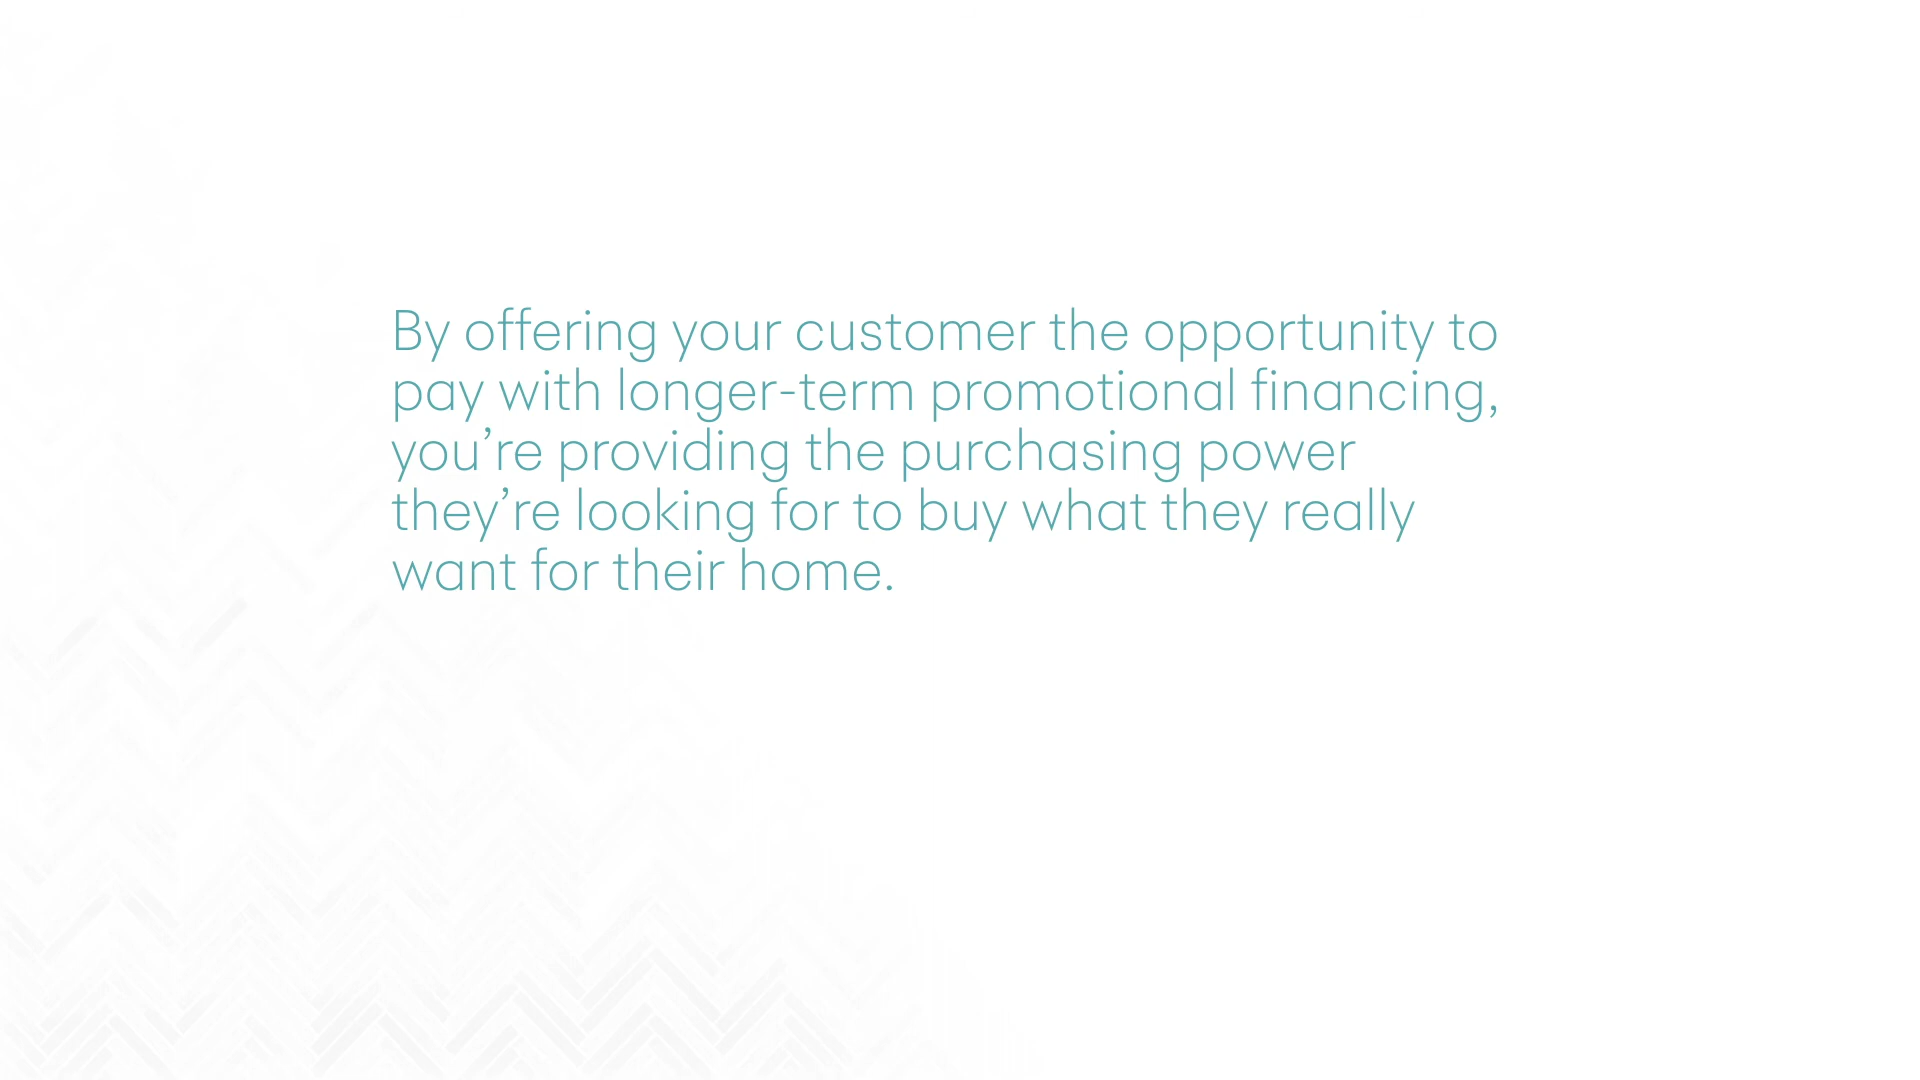 By offering your customer the opportunity to
pay with longer-term promotional financing,
you’re providing the purchasing power
they’re looking for to buy what they really
want for their home.